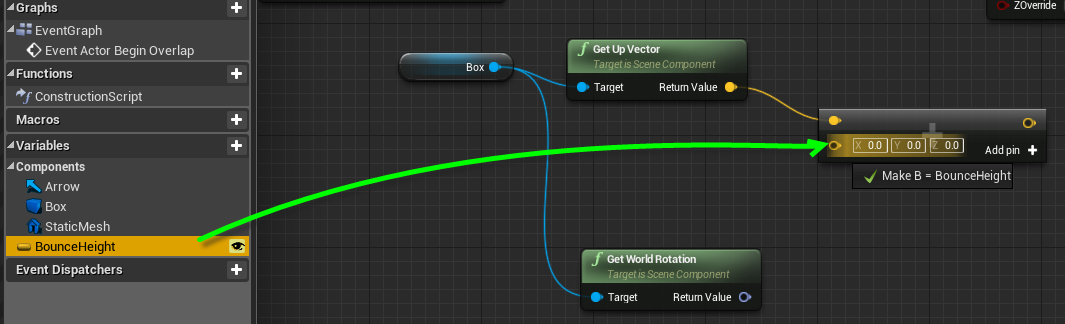 Graphs
EventGraph
Event Actor Begin Overlap
Functions
ConstructionScript
Macros
Variables
Components
Arrow
Box
StaticMesh
BounceHeight
Event Dispatchers
ZOverride
Box
f Get Up Vector
Target is Scene Component
Target Return Value
X 0.0 Y 0.0 Z 0.0
Add pin
Make B = BounceHeight
f Get World Rotation
Target is Scene Component
Target Return Value